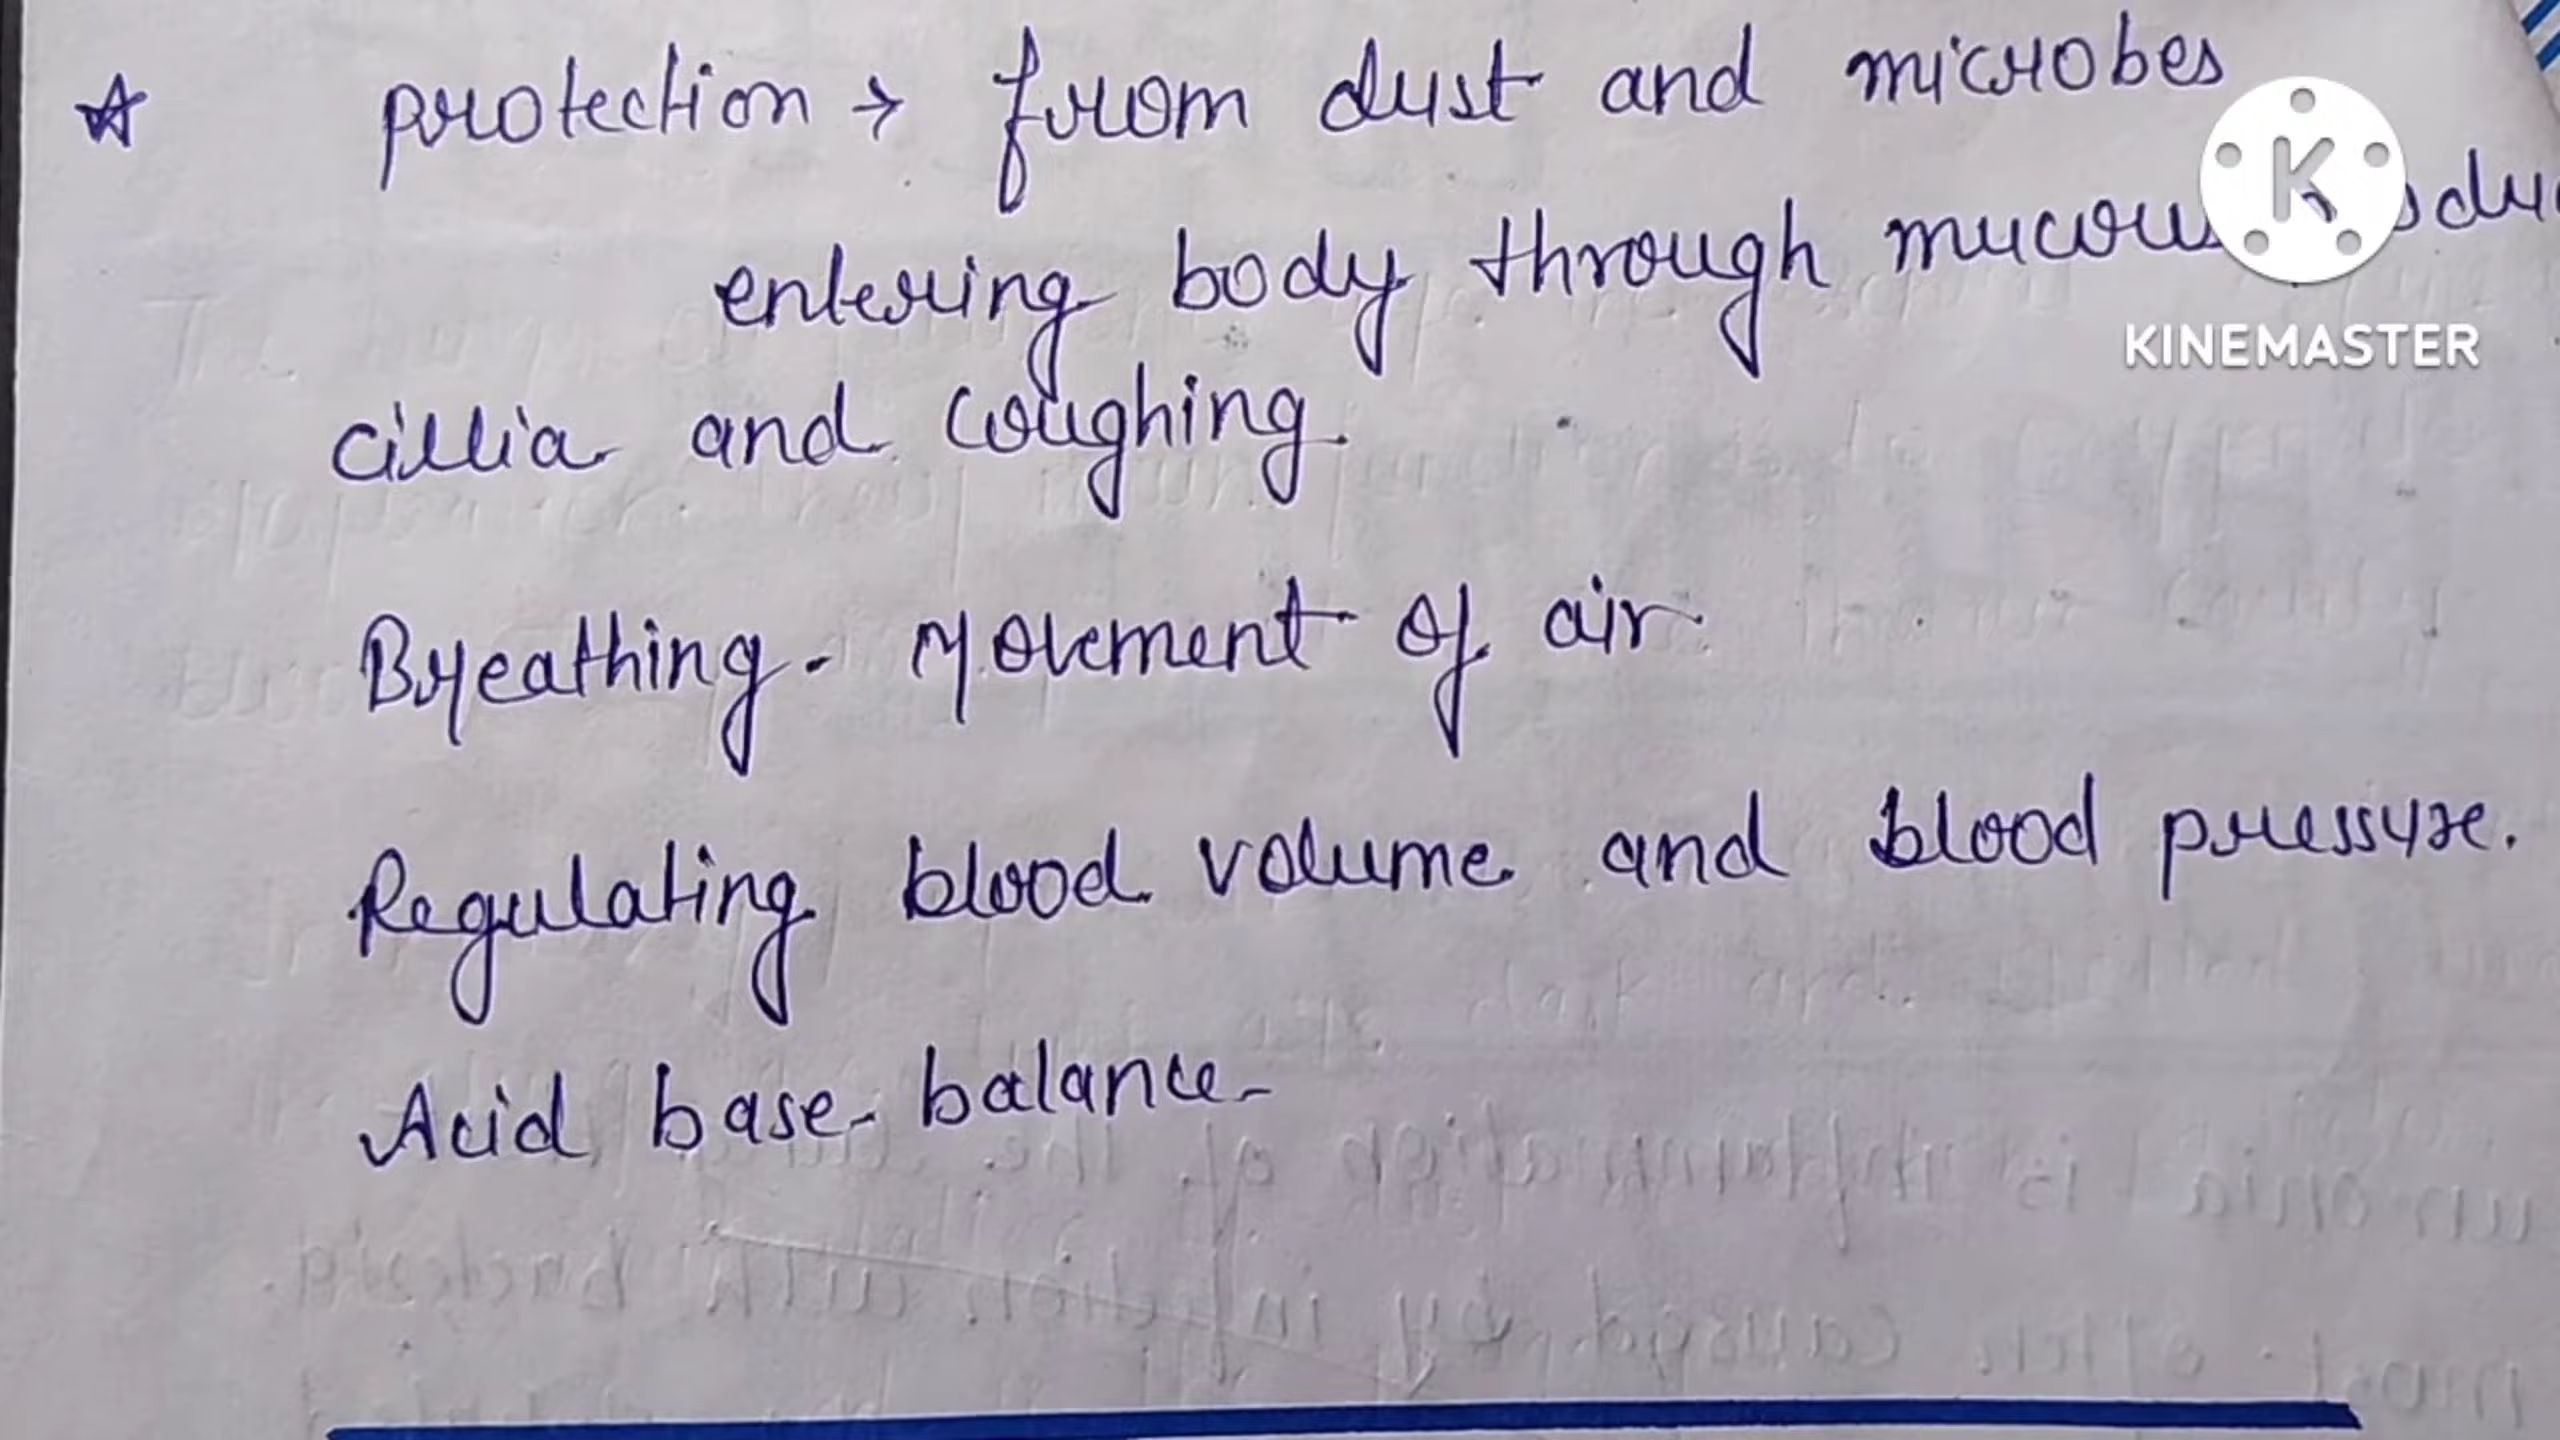 ☆ protection → from dust and microbes
entering body through mucous
cillia and coughing.
Breathing - Movement of air
Regulating blood volume and blood pressure.
Acid base balance-
KINEMASTER